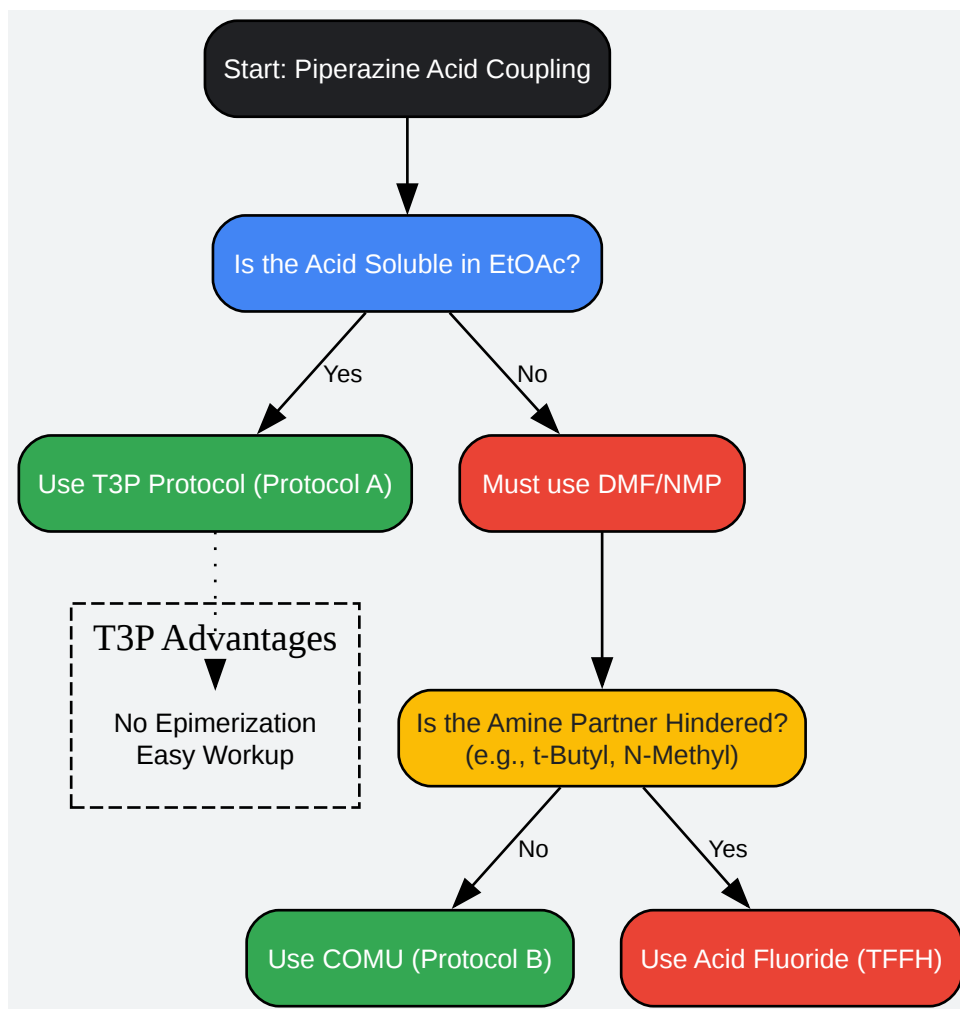 Start: Piperazine Acid Coupling
Is the Acid Soluble in EtOAc?
Yes
No
Use T3P Protocol (Protocol A)
Must use DMF/NMP
T3P Advantages
No Epimerization
Easy Workup
Is the Amine Partner Hindered?
(e.g., t-Butyl, N-Methyl)
No
Yes
Use COMU (Protocol B)
Use Acid Fluoride (TFFH)